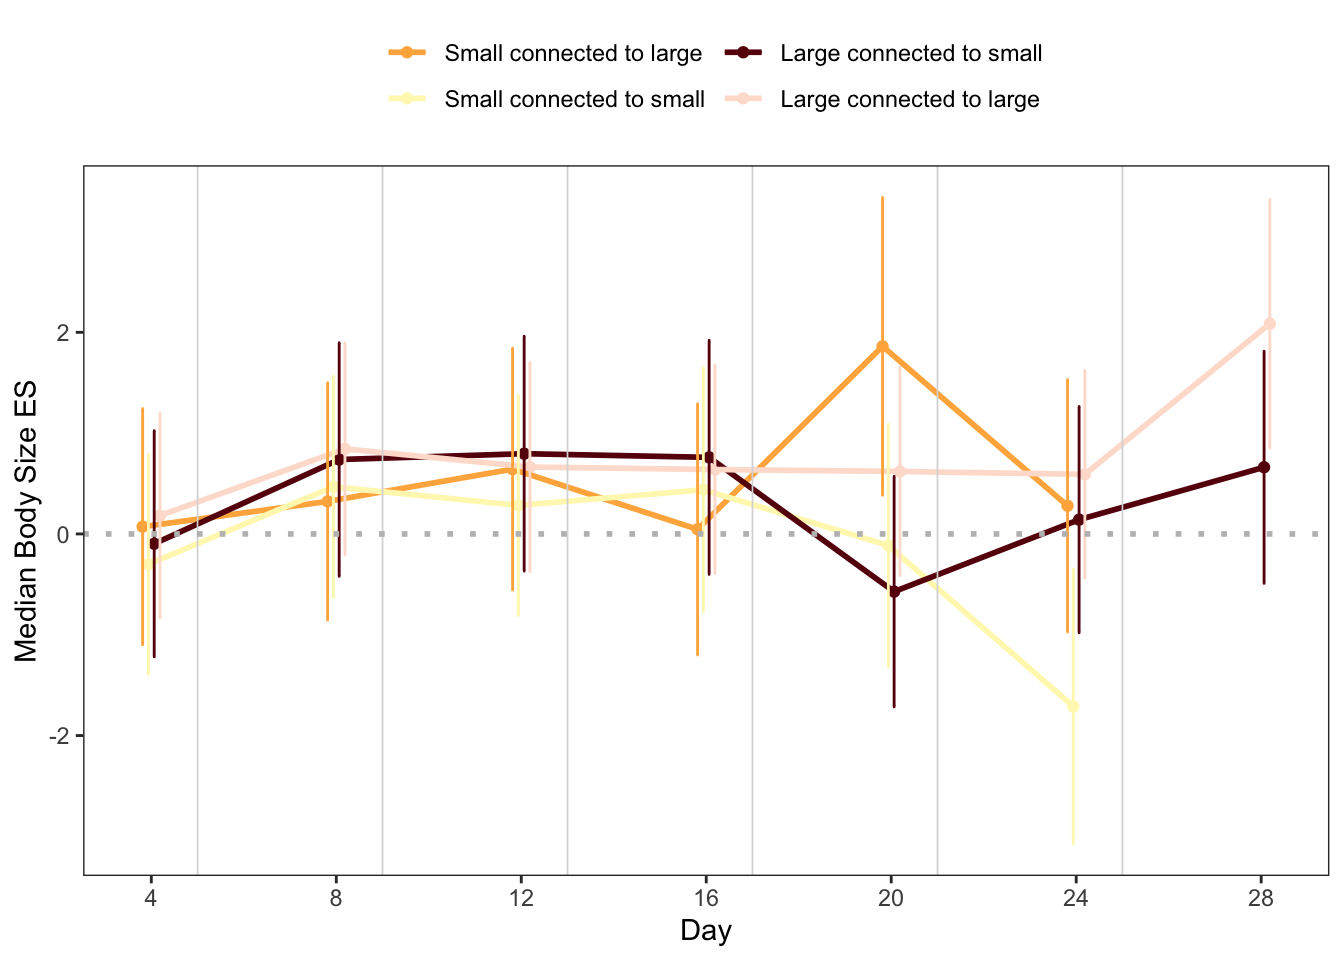 Small connected to large
Large connected to small
Small connected to small
Large connected to large
Median Body Size ES
2
0
-2
4 8 12 16 20 24 28
Day